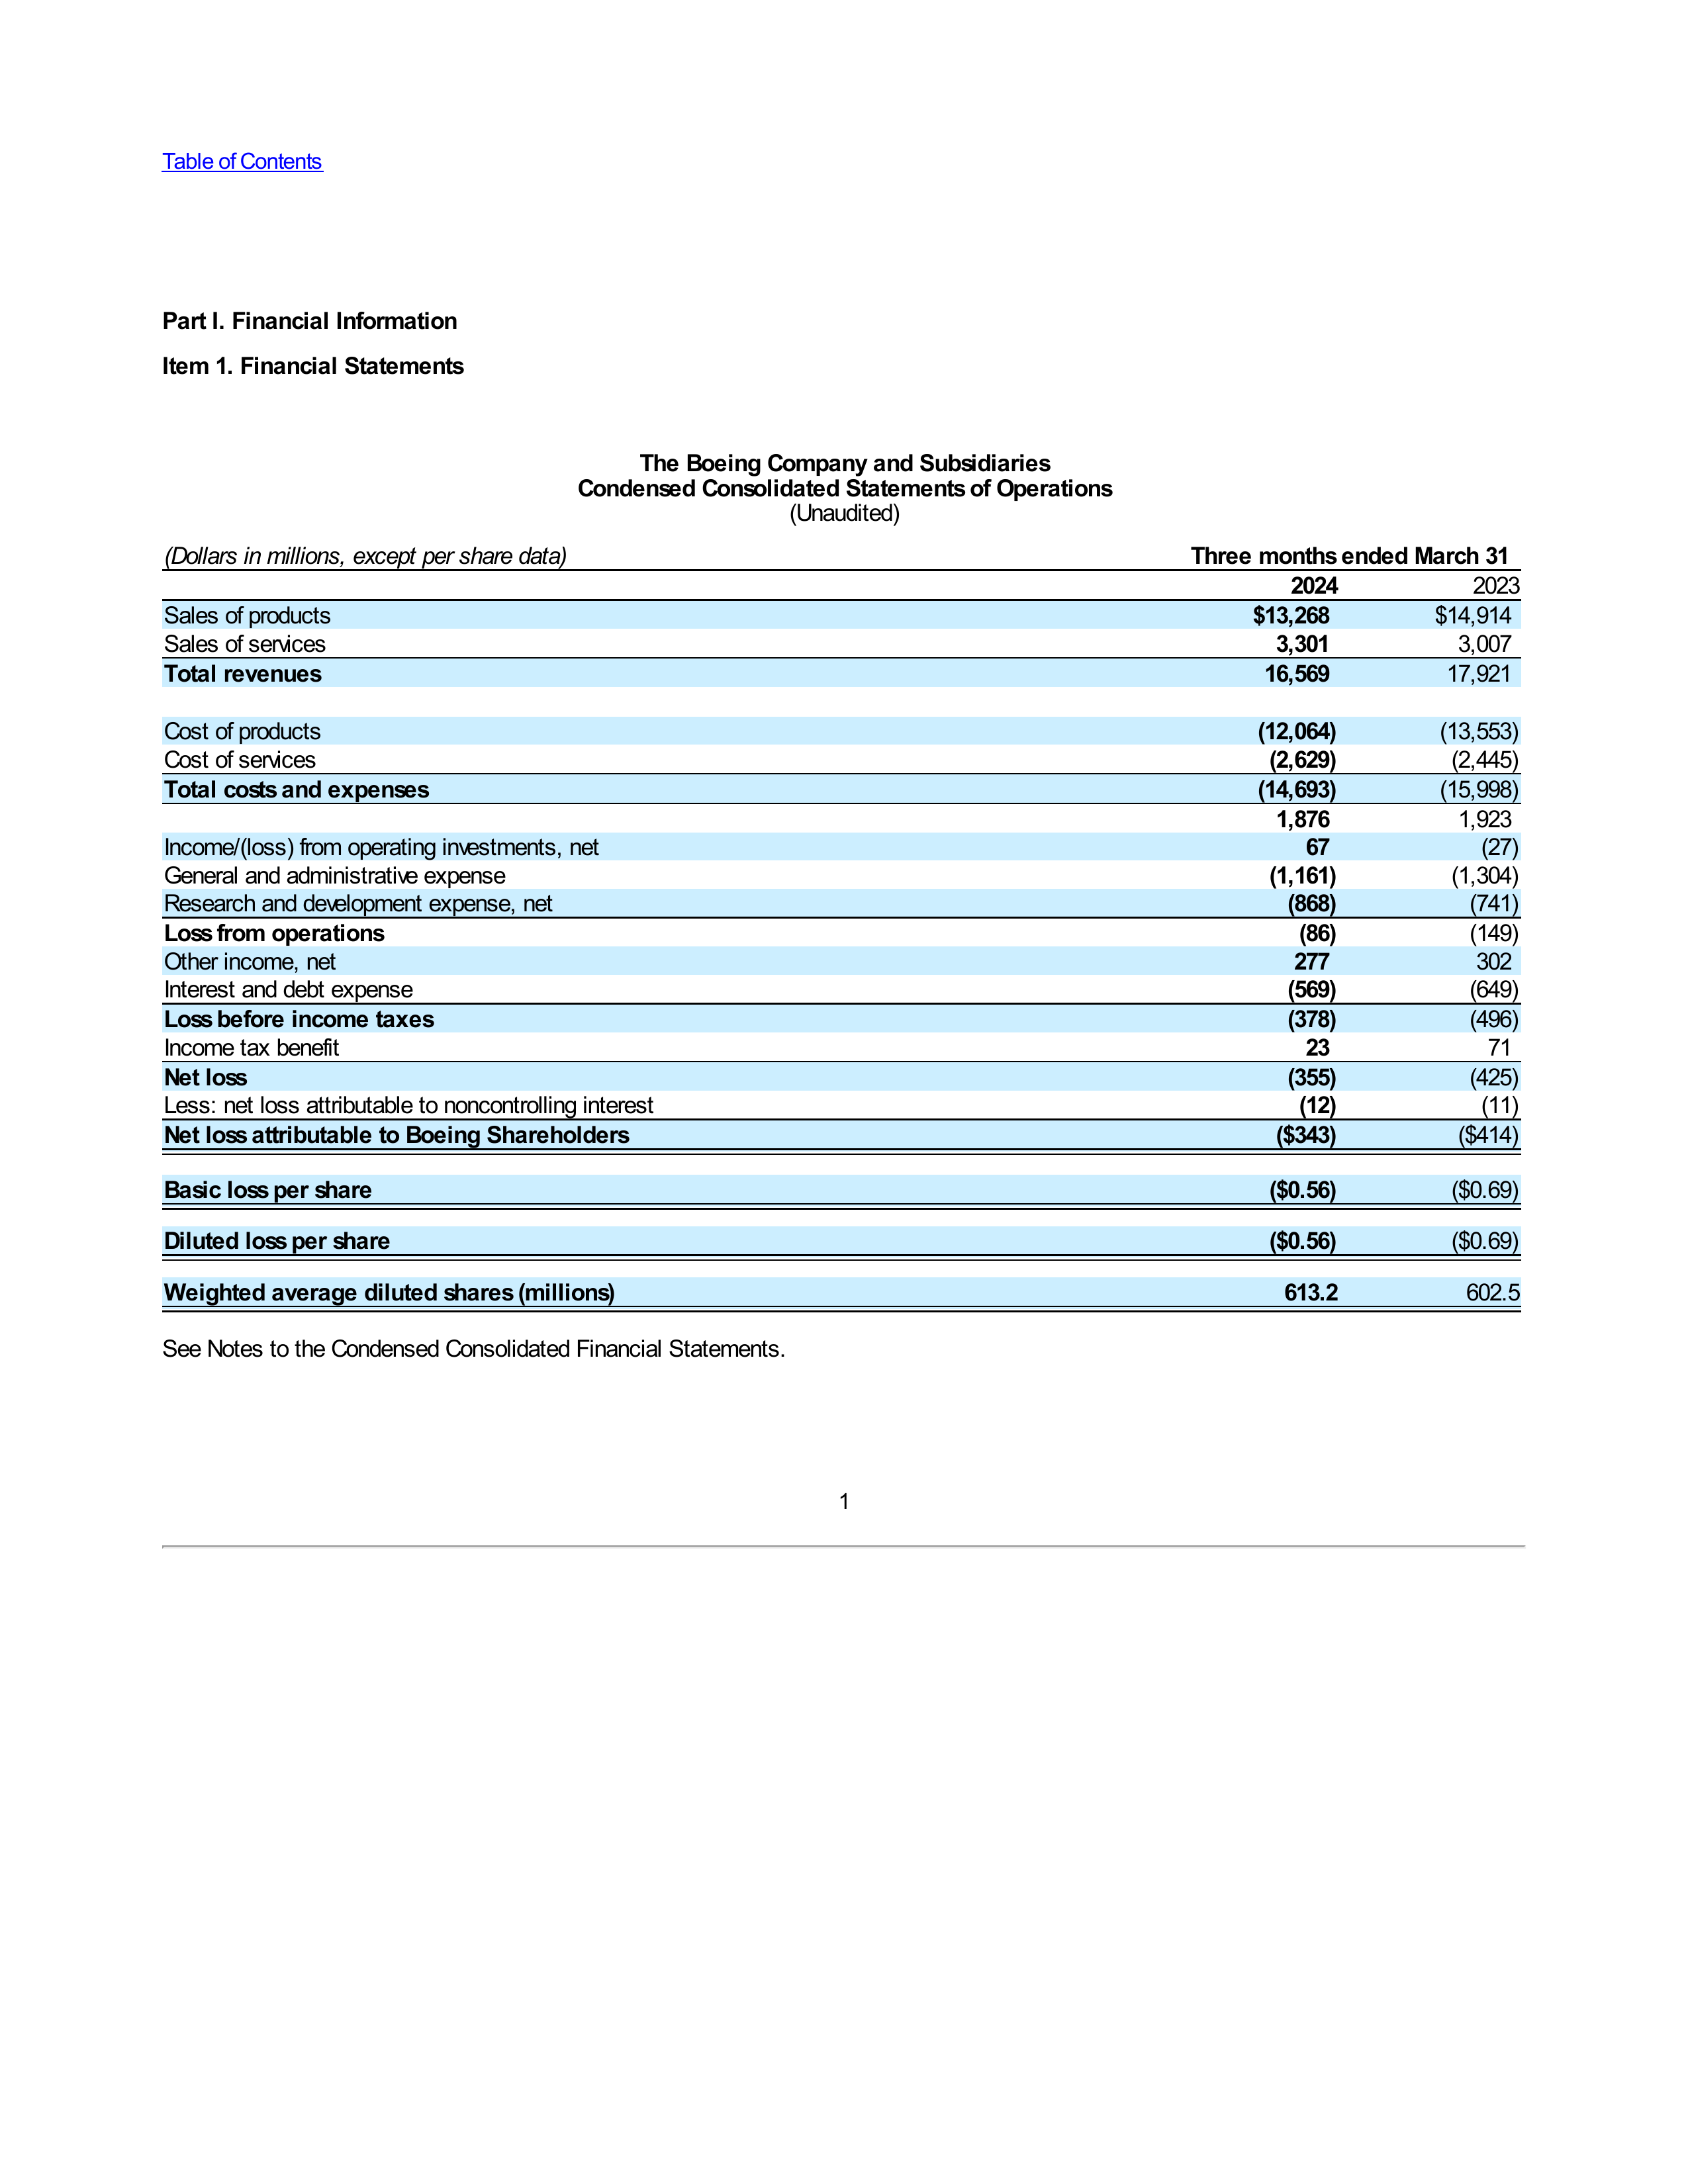 Table of Contents
Part I. Financial Information
Item 1. Financial Statements
The Boeing Company and Subsidiaries
Condensed Consolidated Statements of Operations
(Unaudited)
(Dollars in millions, except per share data) Three months ended March 31
2024 2023
Sales of products $13,268 $14,914
Sales of services 3,301 3,007
Total revenues 16,569 17,921
Cost of products (12,064) (13,553)
Cost of services (2,629) (2,445)
Total costs and expenses (14,693) (15,998)
1,876 1,923
Income/(loss) from operating investments, net 67 (27)
General and administrative expense (1,161) (1,304)
Research and development expense, net (868) (741)
Loss from operations (86) (149)
Other income, net 277 302
Interest and debt expense (569) (649)
Loss before income taxes (378) (496)
Income tax benefit 23 71
Net loss (355) (425)
Less: net loss attributable to noncontrolling interest (12) (11)
Net loss attributable to Boeing Shareholders ($343) ($414)
Basic loss per share ($0.56) ($0.69)
Diluted loss per share ($0.56) ($0.69)
Weighted average diluted shares (millions) 613.2 602.5
See Notes to the Condensed Consolidated Financial Statements.
1